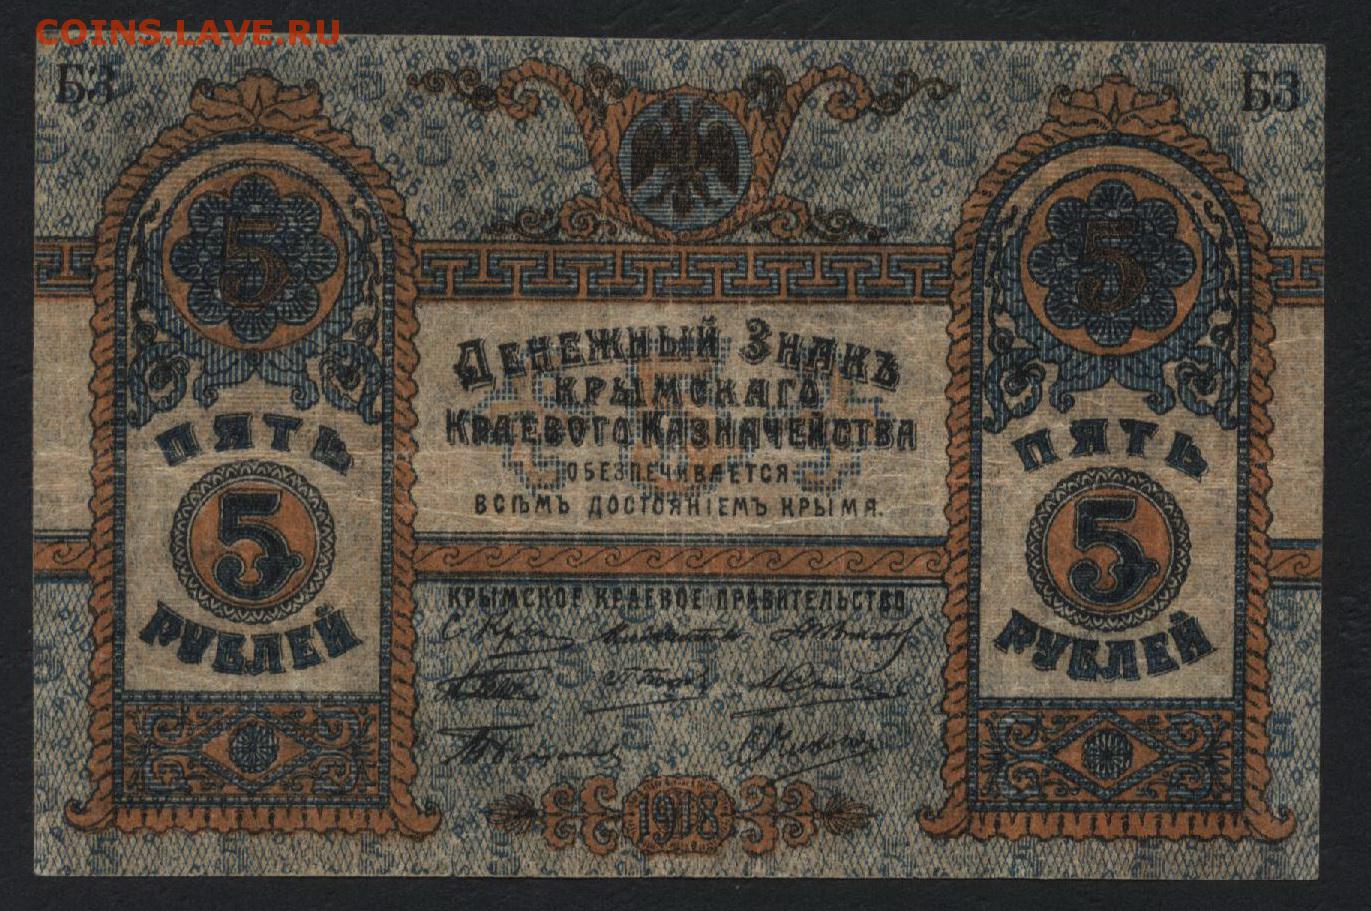 COINS.LAVE.RU
БЗ БЗ
5 5
ДЕНЕЖНЫЙ ЗНАКЪ
КРЫМСКАГО
КРАЕВОГО КАЗНАЧЕЙСТВА
ОБЕЗПЕЧИВАЕТСЯ
ВСѢМЪ ДОСТОЯНІЕМЪ КРЫМА.
ПЯТЬ ПЯТЬ
5 5
РУБЛЕЙ РУБЛЕЙ
КРЫМСКОЕ КРАЕВОЕ ПРАВИТЕЛЬСТВО
1918